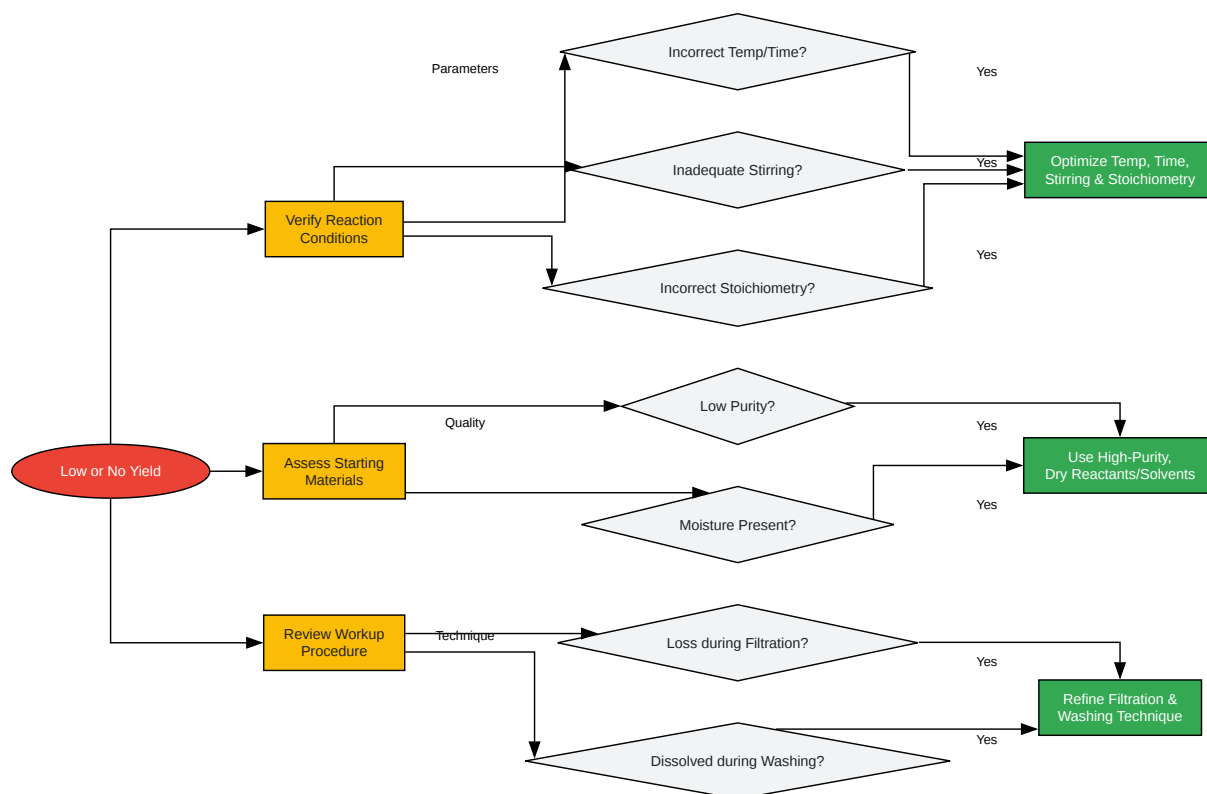 Incorrect Temp/Time?
Parameters
Yes
Inadequate Stirring?
Yes
Optimize Temp, Time,
Stirring & Stoichiometry
Verify Reaction
Conditions
Yes
Incorrect Stoichiometry?
Low Purity?
Quality
Yes
Low or No Yield
Assess Starting
Materials
Use High-Purity,
Dry Reactants/Solvents
Yes
Moisture Present?
Review Workup
Procedure
Technique
Loss during Filtration?
Yes
Refine Filtration &
Washing Technique
Yes
Dissolved during Washing?